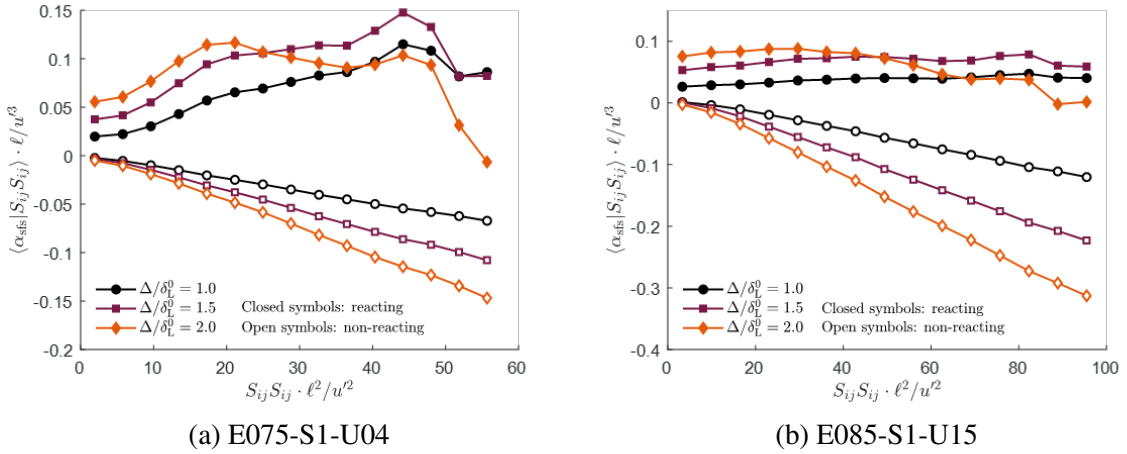 0.15
0.1
0.05
0
-0.05
-0.1
-0.15
-0.2
⟨α_sfs|S_ij S_ij⟩ · ℓ/u′³
Δ/δ_L^0 = 1.0
Δ/δ_L^0 = 1.5 Closed symbols: reacting
Δ/δ_L^0 = 2.0 Open symbols: non-reacting
0 10 20 30 40 50 60
S_ij S_ij · ℓ²/u′²
(a) E075-S1-U04
0.1
0
-0.1
-0.2
-0.3
-0.4
⟨α_sfs|S_ij S_ij⟩ · ℓ/u′³
Δ/δ_L^0 = 1.0
Δ/δ_L^0 = 1.5 Closed symbols: reacting
Δ/δ_L^0 = 2.0 Open symbols: non-reacting
0 20 40 60 80 100
S_ij S_ij · ℓ²/u′²
(b) E085-S1-U15